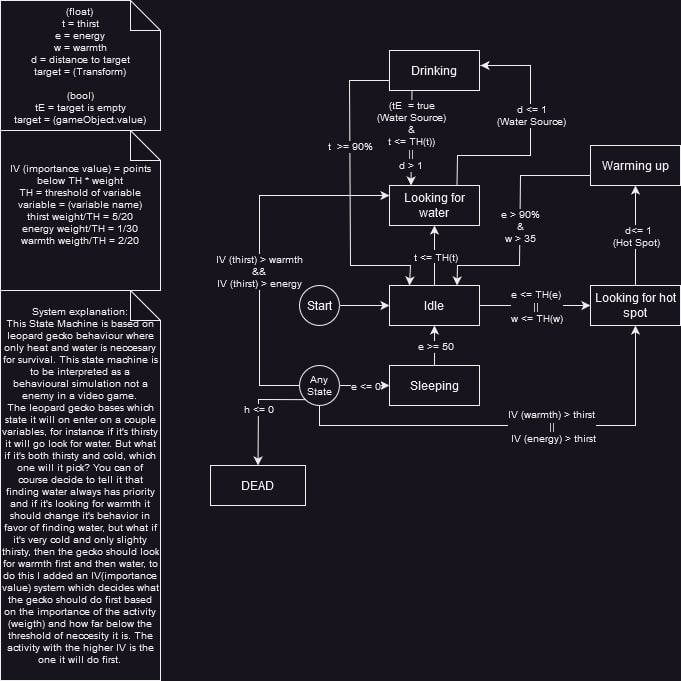 (float)
t = thirst
e = energy
w = warmth
d = distance to target
target = (Transform)
(bool)
tE = target is empty
target = (gameObject.value)
IV (importance value) = points
below TH * weight
TH = threshold of variable
variable = (variable name)
thirst weight/TH = 5/20
energy weight/TH = 1/30
warmth weigth/TH = 2/20
System explanation:
This State Machine is based on
leopard gecko behaviour where
only heat and water is neccesary
for survival. This state machine is
to be interpreted as a
behavioural simulation not a
enemy in a video game.
The leopard gecko bases which
state it will on enter on a couple
variables, for instance if it's thirsty
it will go look for water. But what
if it's both thirsty and cold, which
one will it pick? You can of
course decide to tell it that
finding water always has priority
and if it's looking for warmth it
should change it's behavior in
favor of finding water, but what if
it's very cold and only slighty
thirsty, then the gecko should look
for warmth first and then water, to
do this I added an IV(importance
value) system which decides what
the gecko should do first based
on the importance of the activity
(weigth) and how far below the
threshold of neccesity it is. The
activity with the higher IV is the
one it will do first.
Drinking
(tE = true
(Water Source)
&
t <= TH(t))
||
d > 1
d <= 1
(Water Source)
t >= 90%
Warming up
Looking for
water
e > 90%
&
w > 35
d<= 1
(Hot Spot)
IV (thirst) > warmth
&&
IV (thirst) > energy
t <= TH(t)
Start
Idle
e <= TH(e)
||
w <= TH(w)
Looking for hot
spot
e >= 50
Any
State
e <= 0
Sleeping
h <= 0
IV (warmth) > thirst
||
IV (energy) > thirst
DEAD